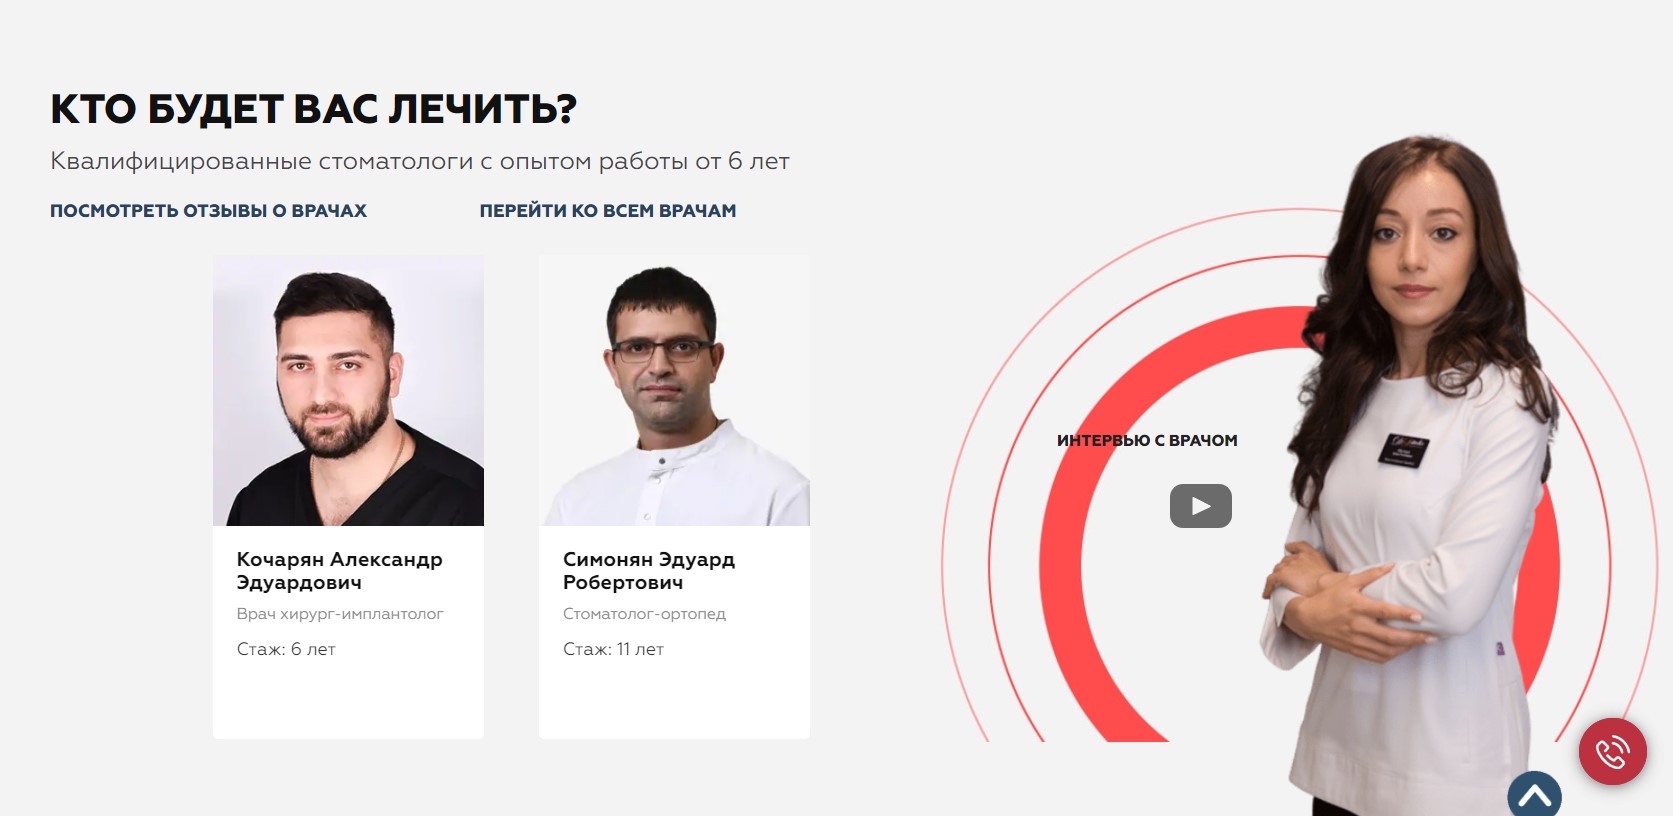 КТО БУДЕТ ВАС ЛЕЧИТЬ?
Квалифицированные стоматологи с опытом работы от 6 лет
ПОСМОТРЕТЬ ОТЗЫВЫ О ВРАЧАХ
ПЕРЕЙТИ КО ВСЕМ ВРАЧАМ
Кочарян Александр
Эдуардович
Врач хирург-имплантолог
Стаж: 6 лет
Симонян Эдуард
Робертович
Стоматолог-ортопед
Стаж: 11 лет
ИНТЕРВЬЮ С ВРАЧОМ